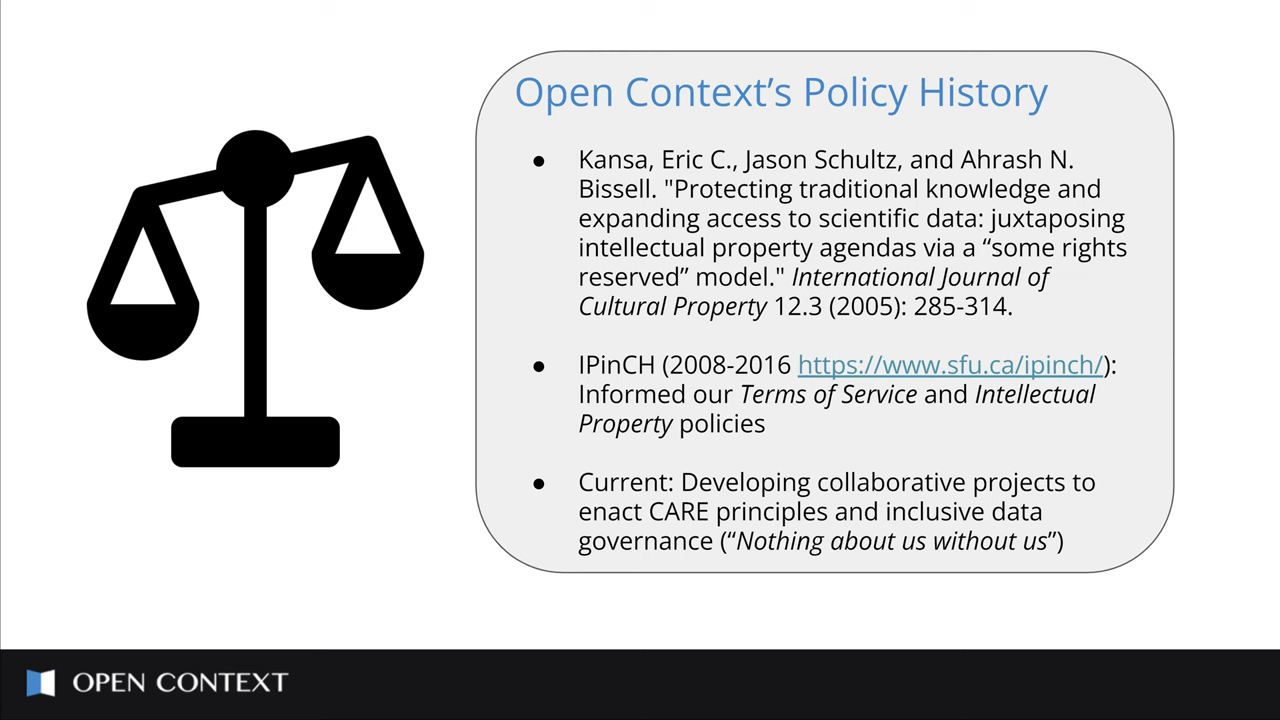 Open Context’s Policy History
● Kansa, Eric C., Jason Schultz, and Ahrash N.
Bissell. "Protecting traditional knowledge and
expanding access to scientific data: juxtaposing
intellectual property agendas via a “some rights
reserved” model." International Journal of
Cultural Property 12.3 (2005): 285-314.
● IPinCH (2008-2016 https://www.sfu.ca/ipinch/):
Informed our Terms of Service and Intellectual
Property policies
● Current: Developing collaborative projects to
enact CARE principles and inclusive data
governance (“Nothing about us without us”)
OPEN CONTEXT